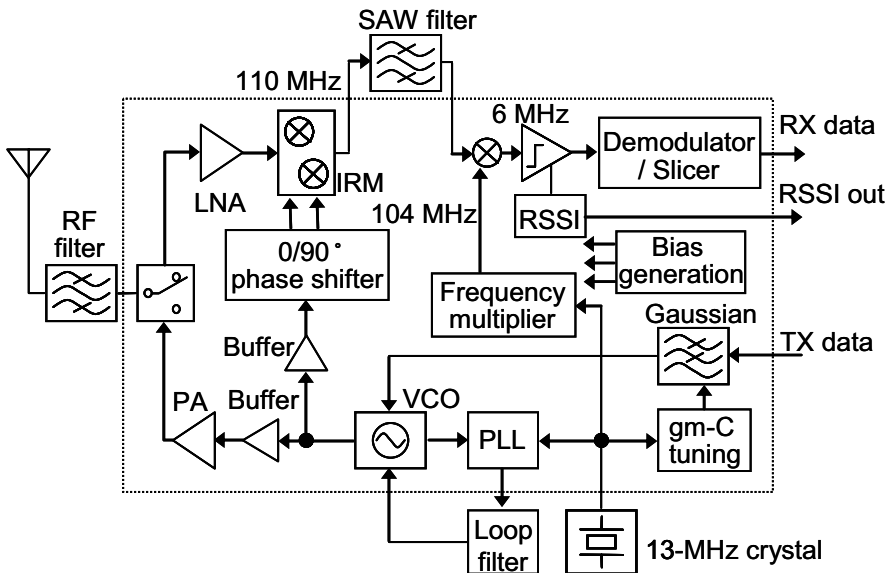 SAW filter
110 MHz
6 MHz
RX data
Demodulator
/ Slicer
LNA
IRM
RSSI out
104 MHz
RSSI
RF
filter
0/90°
phase shifter
Bias
generation
Frequency
multiplier
Gaussian
Buffer
TX data
PA
Buffer
VCO
PLL
gm-C
tuning
Loop
filter
13-MHz crystal